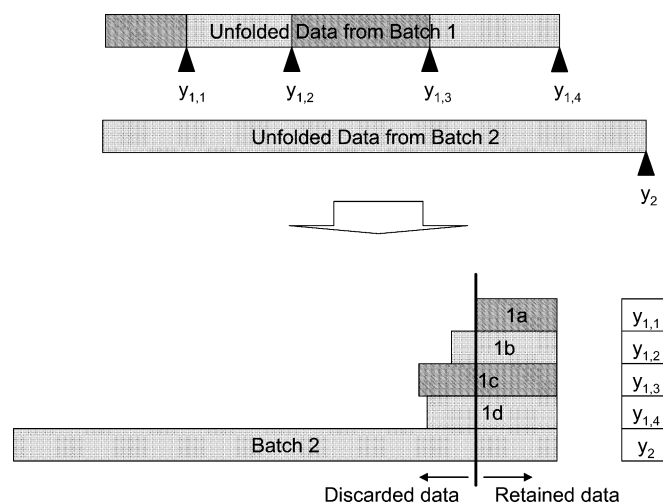 Unfolded Data from Batch 1
y1,1 y1,2 y1,3 y1,4
Unfolded Data from Batch 2
y2
1a y1,1
1b y1,2
1c y1,3
1d y1,4
Batch 2 y2
Discarded data Retained data